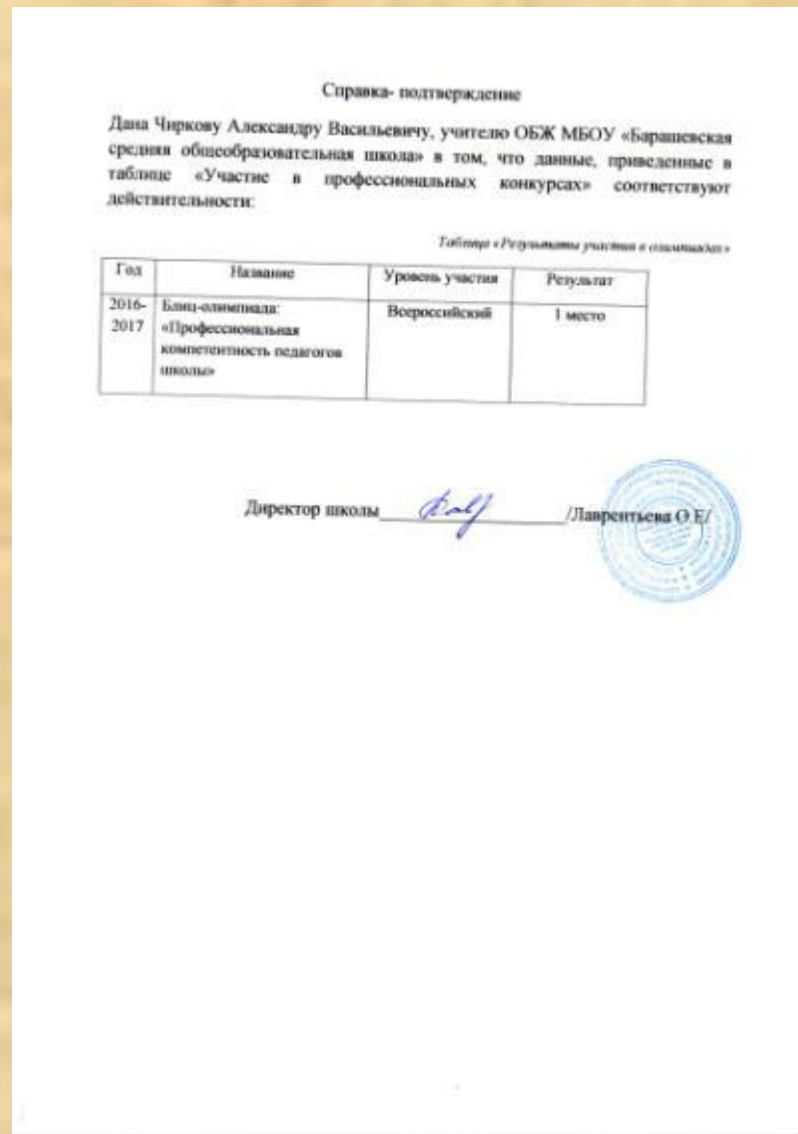 Справка- подтверждение
Дана Чиркову Александру Васильевичу, учителю ОБЖ МБОУ «Барашевская
средняя общеобразовательная школа» в том, что данные, приведенные в
таблице «Участие в профессиональных конкурсах» соответствуют
действительности:
Таблица «Результаты участия в олимпиадах»
Год Название Уровень участия Результат
2016- Блиц-олимпиада: Всероссийский 1 место
2017 «Профессиональная
компетентность педагогов
школы»
Директор школы /Лаврентьева О.Е/